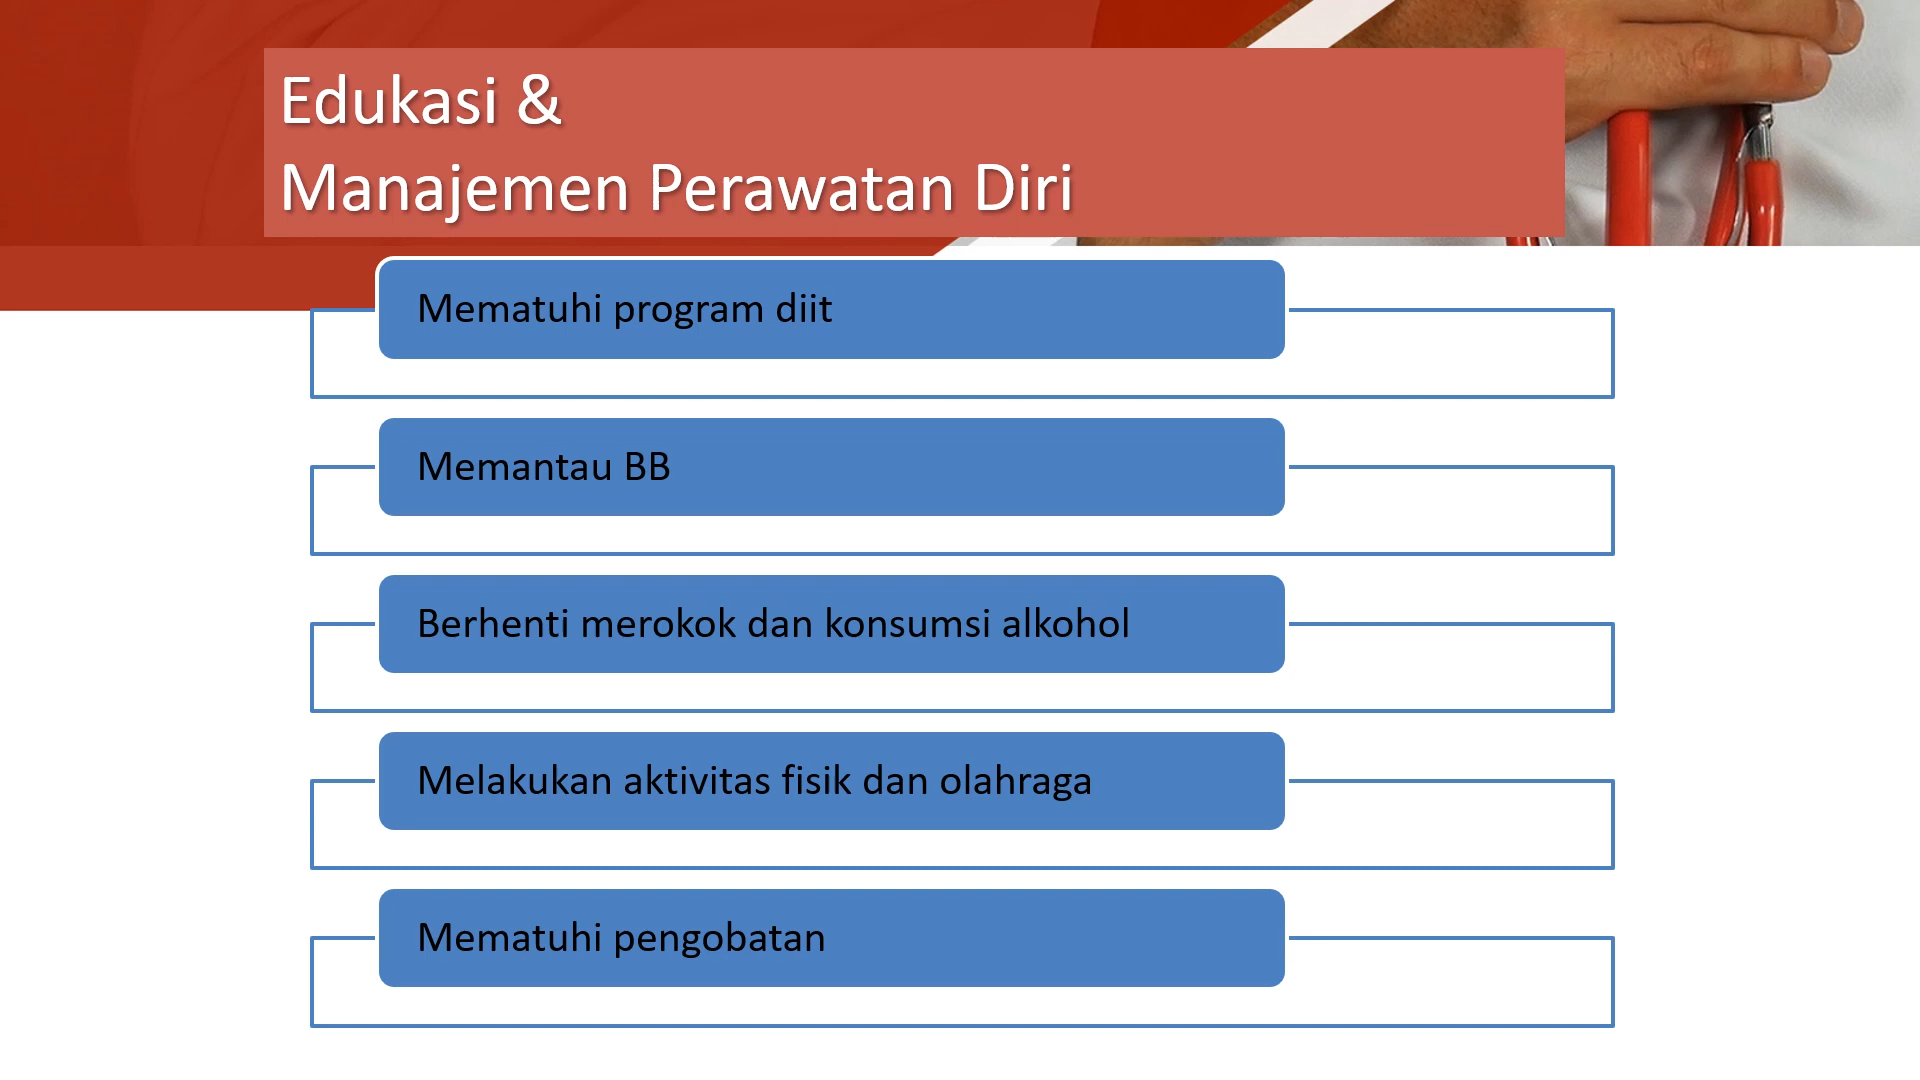 Edukasi &
Manajemen Perawatan Diri
Mematuhi program diit
Memantau BB
Berhenti merokok dan konsumsi alkohol
Melakukan aktivitas fisik dan olahraga
Mematuhi pengobatan